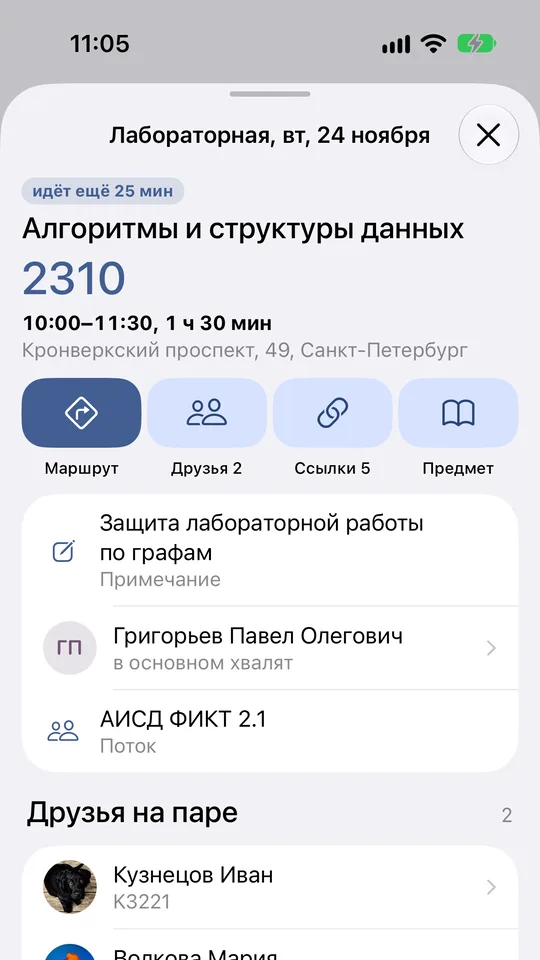 11:05
Лабораторная, вт, 24 ноября
идёт ещё 25 мин
Алгоритмы и структуры данных
2310
10:00–11:30, 1 ч 30 мин
Кронверкский проспект, 49, Санкт-Петербург
Маршрут
Друзья 2
Ссылки 5
Предмет
Защита лабораторной работы
по графам
Примечание
ГП
Григорьев Павел Олегович
в основном хвалят
АИСД ФИКТ 2.1
Поток
Друзья на паре
2
Кузнецов Иван
K3221
Волкова Мария